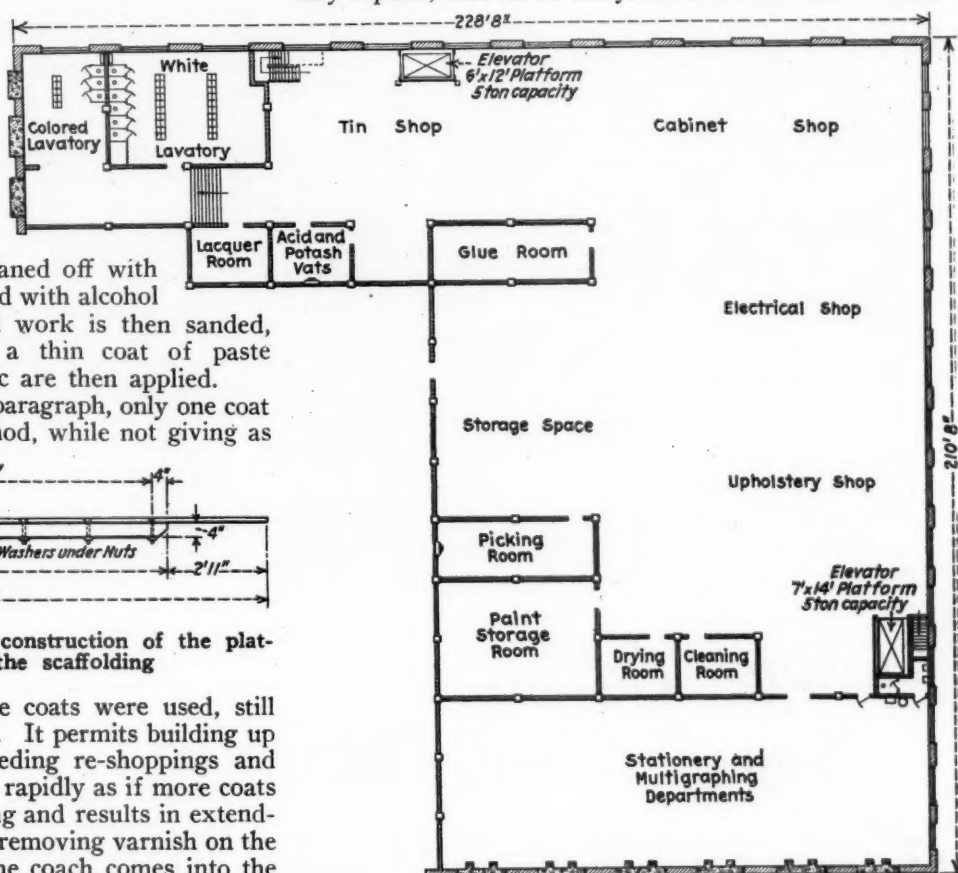 228'8"
Elevator
6'x12' Platform
5 ton capacity
White
Lavatory
Colored
Lavatory
Tin Shop
Cabinet Shop
Lacquer
Room
Acid and
Potash
Vats
Glue Room
Electrical Shop
210'8"
Storage Space
Upholstery Shop
Picking
Room
Elevator
7'x14' Platform
5 ton capacity
Paint
Storage
Room
Drying
Room
Cleaning
Room
Stationery and
Multigraphing
Departments
aned off with
d with alcohol
work is then sanded,
a thin coat of paste
c are then applied.
paragraph, only one coat
nod, while not giving as
4"
4"
Washers under Nuts
2'11"
construction of the plat-
the scaffolding
e coats were used, still
It permits building up
eding re-shoppings and
rapidly as if more coats
g and results in extend-
removing varnish on the
ne coach comes into the